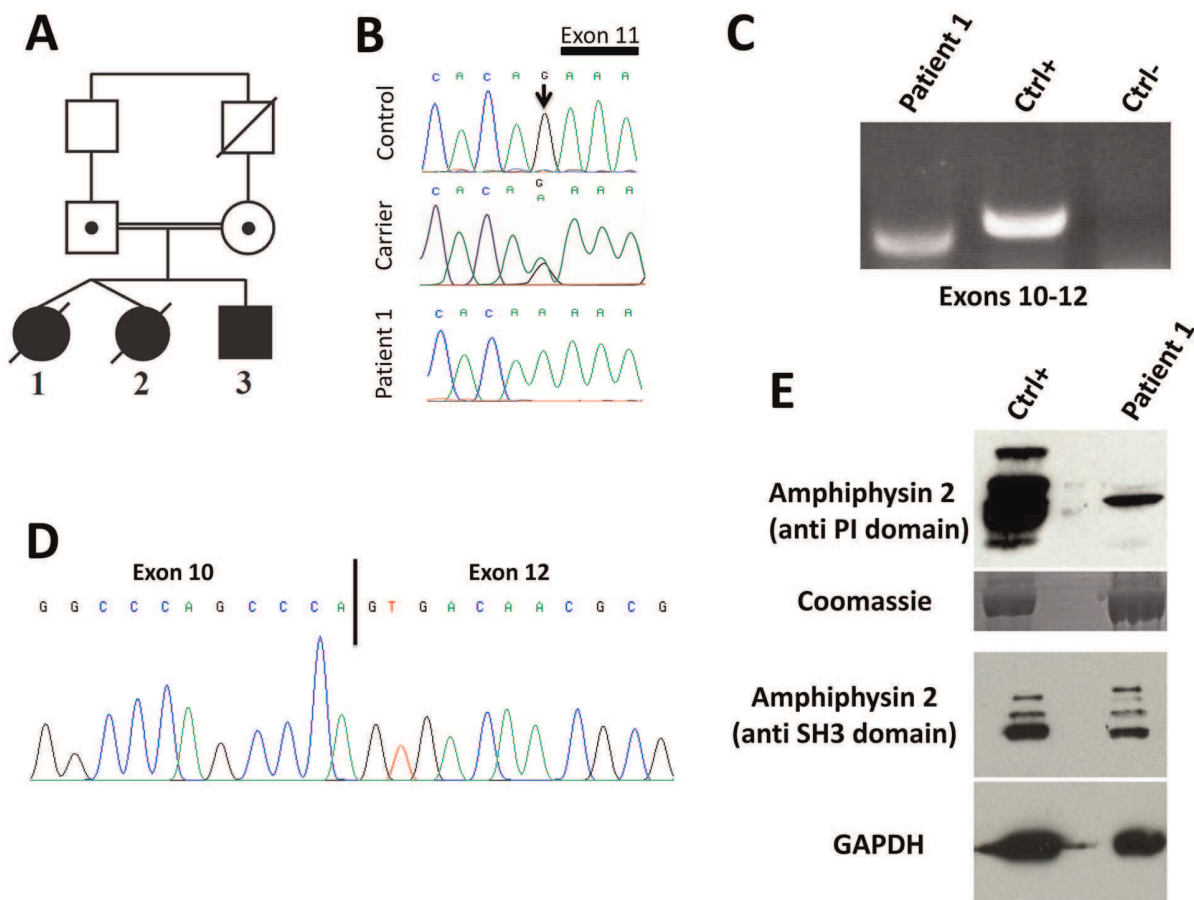 A
1
2
3
B
Exon 11
Control
C A C A G A A A
Carrier
C A C A G A A A
A
Patient 1
C A C A A A A A
C
Patient 1
Ctrl+
Ctrl-
Exons 10-12
D
Exon 10
Exon 12
G G C C C A G C C C A G T G A C A A C G C G
E
Ctrl+
Patient 1
Amphiphysin 2
(anti PI domain)
Coomassie
Amphiphysin 2
(anti SH3 domain)
GAPDH